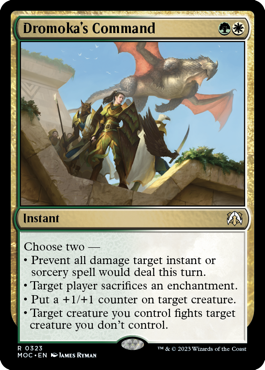 Dromoka's Command
Instant
Choose two —
• Prevent all damage target instant or
sorcery spell would deal this turn.
• Target player sacrifices an enchantment.
• Put a +1/+1 counter on target creature.
• Target creature you control fights target
creature you don't control.
R 0323
MOC • EN JAMES RYMAN
™ & © 2023 Wizards of the Coast